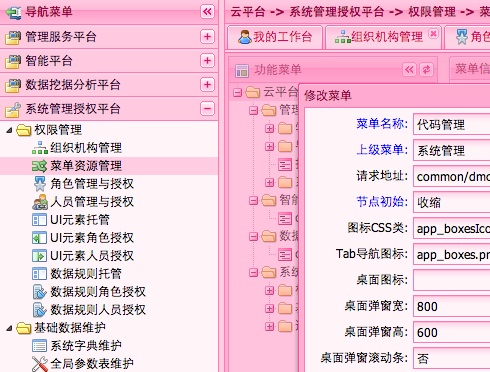 导航菜单
管理服务平台
智能平台
数据挖掘分析平台
系统管理授权平台
权限管理
组织机构管理
菜单资源管理
角色管理与授权
人员管理与授权
UI元素托管
UI元素角色授权
UI元素人员授权
数据规则托管
数据规则角色授权
数据规则人员授权
基础数据维护
系统字典维护
全局参数表维护
云平台 -> 系统管理授权平台 -> 权限管理 -> 菜
我的工作台 组织机构管理 角色
功能菜单 菜单信
云平台
管理
智能
数据
系统
修改菜单
菜单名称: 代码管理
上级菜单: 系统管理
请求地址: common/dmc
节点初始: 收缩
图标CSS类: app_boxesIco
Tab导航图标: app_boxes.pn
桌面图标:
桌面弹窗宽: 800
桌面弹窗高: 600
桌面弹窗滚动条: 否